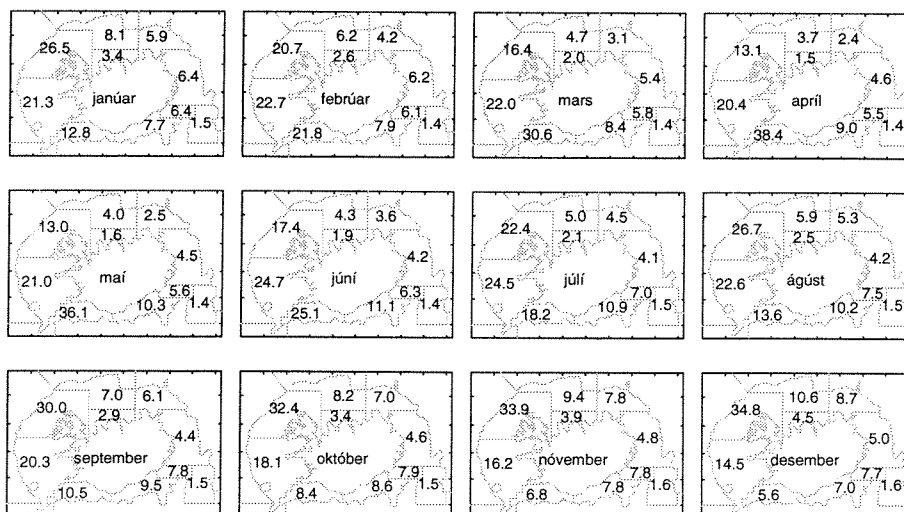 8.1 5.9
26.5 3.4
6.4
21.3 janúar
6.4
12.8 7.7 1.5
6.2 4.2
20.7 2.6
6.2
22.7 febrúar
6.1
21.8 7.9 1.4
4.7 3.1
16.4 2.0
5.4
22.0 mars
5.8
30.6 8.4 1.4
3.7 2.4
13.1 1.5
4.6
20.4 apríl
5.5
38.4 9.0 1.4
4.0 2.5
13.0 1.6
4.5
21.0 maí
5.6
36.1 10.3 1.4
4.3 3.6
17.4 1.9
4.2
24.7 júní
6.3
25.1 11.1 1.4
5.0 4.5
22.4 2.1
4.1
24.5 júlí
7.0
18.2 10.9 1.5
5.9 5.3
26.7 2.5
4.2
22.6 ágúst
7.5
13.6 10.2 1.5
7.0 6.1
30.0 2.9
4.4
20.3 september
7.8
10.5 9.5 1.5
8.2 7.0
32.4 3.4
4.6
18.1 október
7.9
8.4 8.6 1.5
9.4 7.8
33.9 3.9
4.8
16.2 nóvember
7.8
6.8 7.8 1.6
10.6 8.7
34.8 4.5
5.0
14.5 desember
7.7
5.6 7.0 1.6